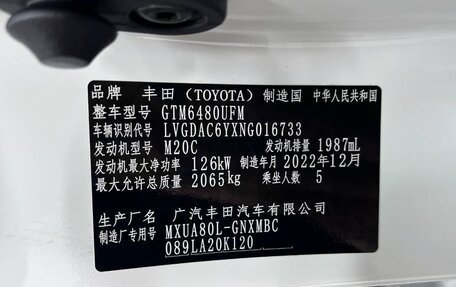 品牌 丰田(TOYOTA) 制造国 中华人民共和国
整车型号 GTM6480UFM
车辆识别代号 LVGDAC6YXNG016733
发动机型号 M20C 发动机排量 1987mL
发动机最大净功率 126kW 制造年月 2022年12月
最大允许总质量 2065kg 乘坐人数 5
生产厂名 广汽丰田汽车有限公司
制造厂专用号 MXUA80L-GNXMBC
089LA20K120